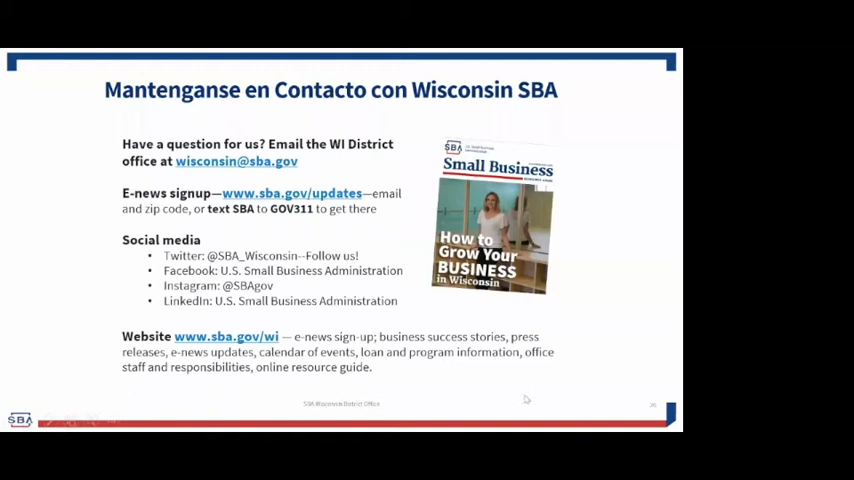 Mantenganse en Contacto con Wisconsin SBA
Have a question for us? Email the WI District
office at wisconsin@sba.gov
E-news signup—www.sba.gov/updates—email
and zip code, or text SBA to GOV311 to get there
Social media
• Twitter: @SBA_Wisconsin--Follow us!
• Facebook: U.S. Small Business Administration
• Instagram: @SBAgov
• LinkedIn: U.S. Small Business Administration
SBA
U.S. Small Business
Administration
Small Business
How to
Grow Your
BUSINESS
in Wisconsin
Website www.sba.gov/wi — e-news sign-up; business success stories, press
releases, e-news updates, calendar of events, loan and program information, office
staff and responsibilities, online resource guide.
SBA Wisconsin District Office
SBA